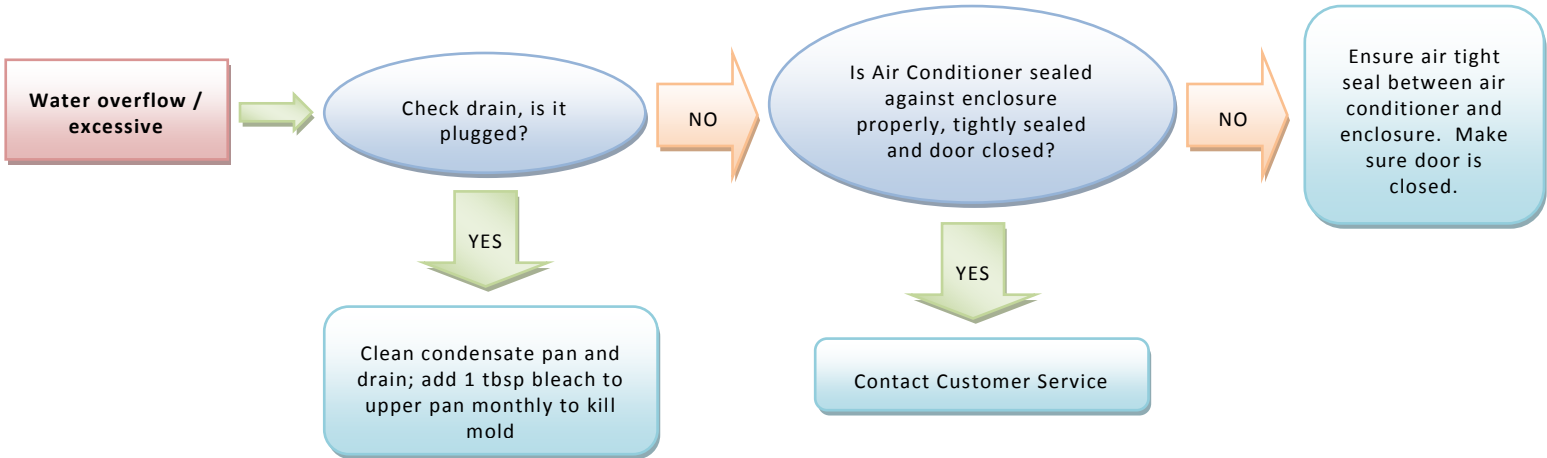 Water overflow /
excessive
Check drain, is it
plugged?
NO
Is Air Conditioner sealed
against enclosure
properly, tightly sealed
and door closed?
NO
Ensure air tight
seal between air
conditioner and
enclosure.  Make
sure door is
closed.
YES
YES
Clean condensate pan and
drain; add 1 tbsp bleach to
upper pan monthly to kill
mold
Contact Customer Service